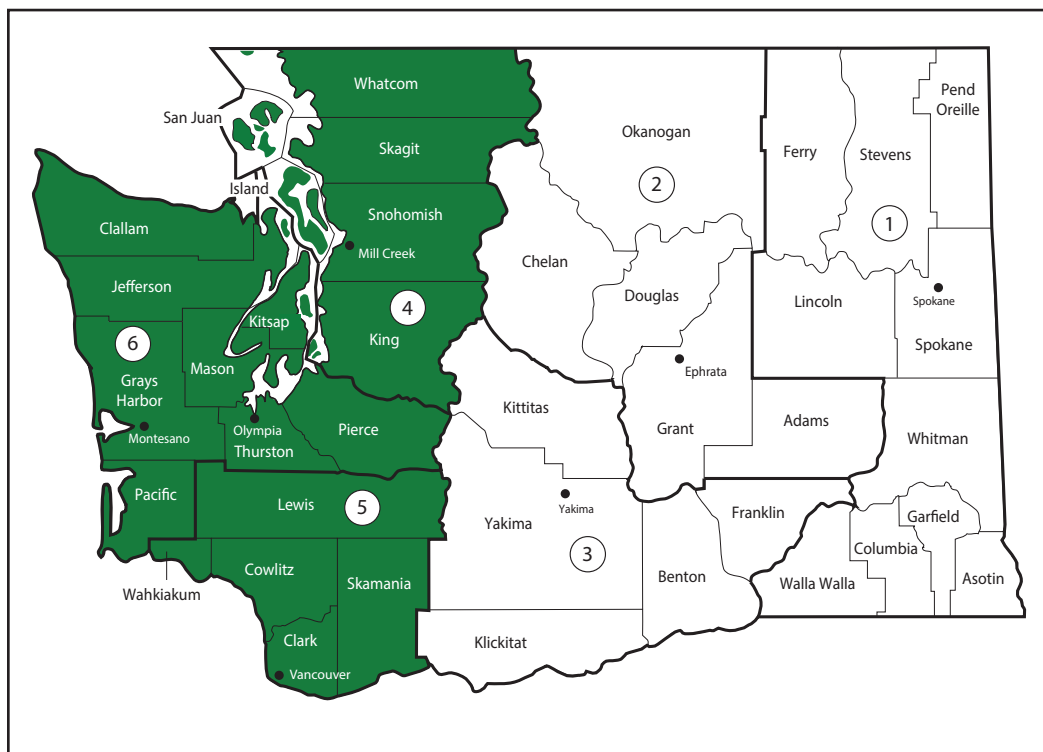 Whatcom
Pend
Oreille
San Juan
Okanogan
Skagit
Ferry
Stevens
2
Island
Snohomish
1
Clallam
Mill Creek
Chelan
Jefferson
Douglas
Lincoln
Spokane
4
Kitsap
King
6
Spokane
Mason
Ephrata
Grays
Harbor
Kittitas
Adams
Montesano
Olympia
Pierce
Grant
Whitman
Thurston
Pacific
Lewis
5
Yakima
Yakima
Franklin
Garfield
3
Columbia
Cowlitz
Skamania
Benton
Asotin
Wahkiakum
Walla Walla
Clark
Klickitat
Vancouver